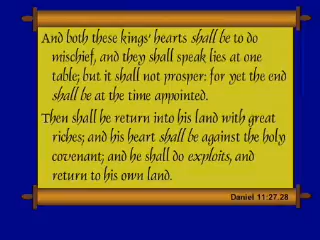 And both these kings' hearts shall be to do
mischief, and they shall speak lies at one
table; but it shall not prosper: for yet the end
shall be at the time appointed.
Then shall he return into his land with great
riches; and his heart shall be against the holy
covenant; and he shall do exploits, and
return to his own land.
Daniel 11:27,28